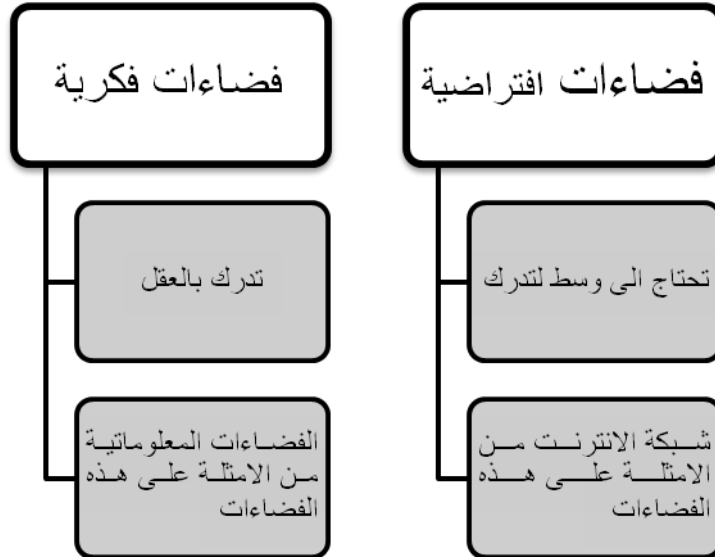 فضاءات افتراضية
تحتاج الى وسط لتدرك
شبكة الانترنت من
الامثلة على هذه
الفضاءات
فضاءات فكرية
تدرك بالعقل
الفضاءات المعلوماتية
من الامثلة على هذه
الفضاءات